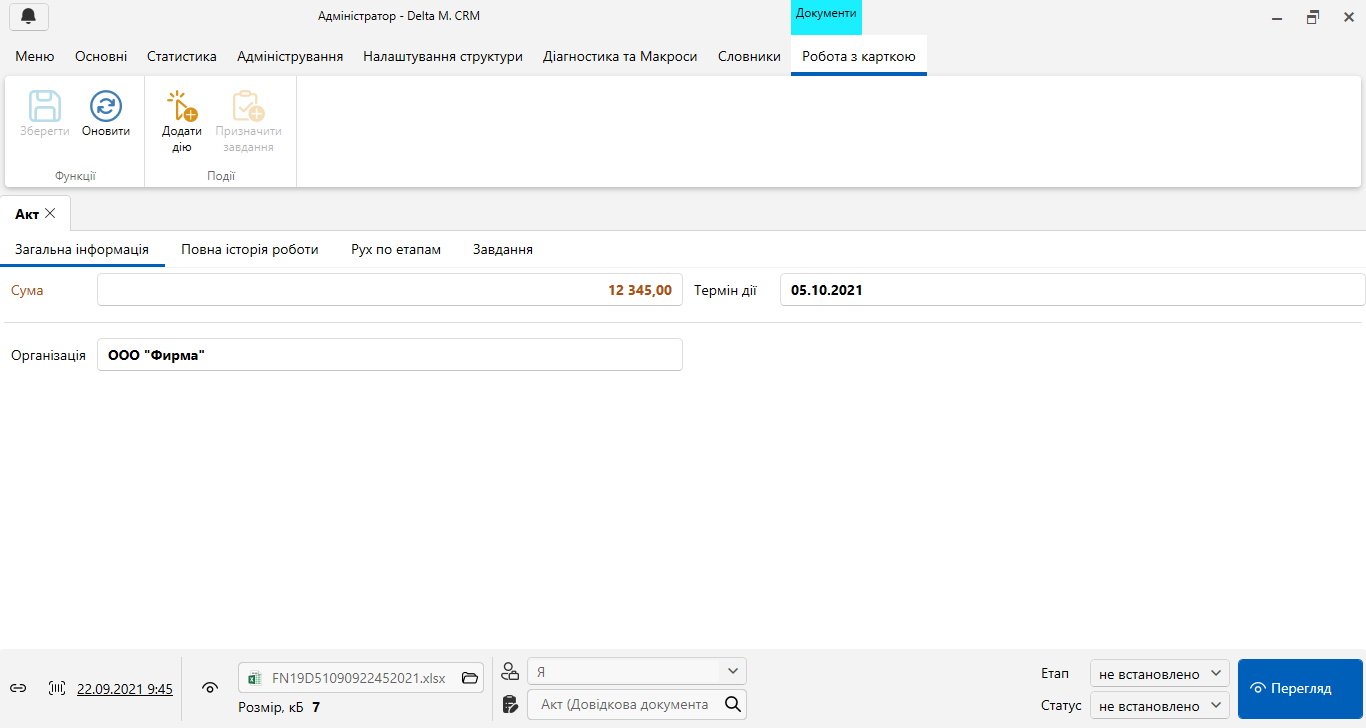 Адміністратор - Delta M. CRM
Документи
Меню Основні Статистика Адміністрування Налаштування структури Діагностика та Макроси Словники Робота з карткою
Зберегти Оновити Додати дію Призначити завдання
Функції Події
Акт
Загальна інформація Повна історія роботи Рух по етапам Завдання
Сума 12 345,00 Термін дії 05.10.2021
Організація ООО "Фирма"
22.09.2021 9:45
FN19D51090922452021.xlsx
Розмір, кБ 7
Я
Акт (Довідкова документа
Етап не встановлено
Статус не встановлено
Перегляд